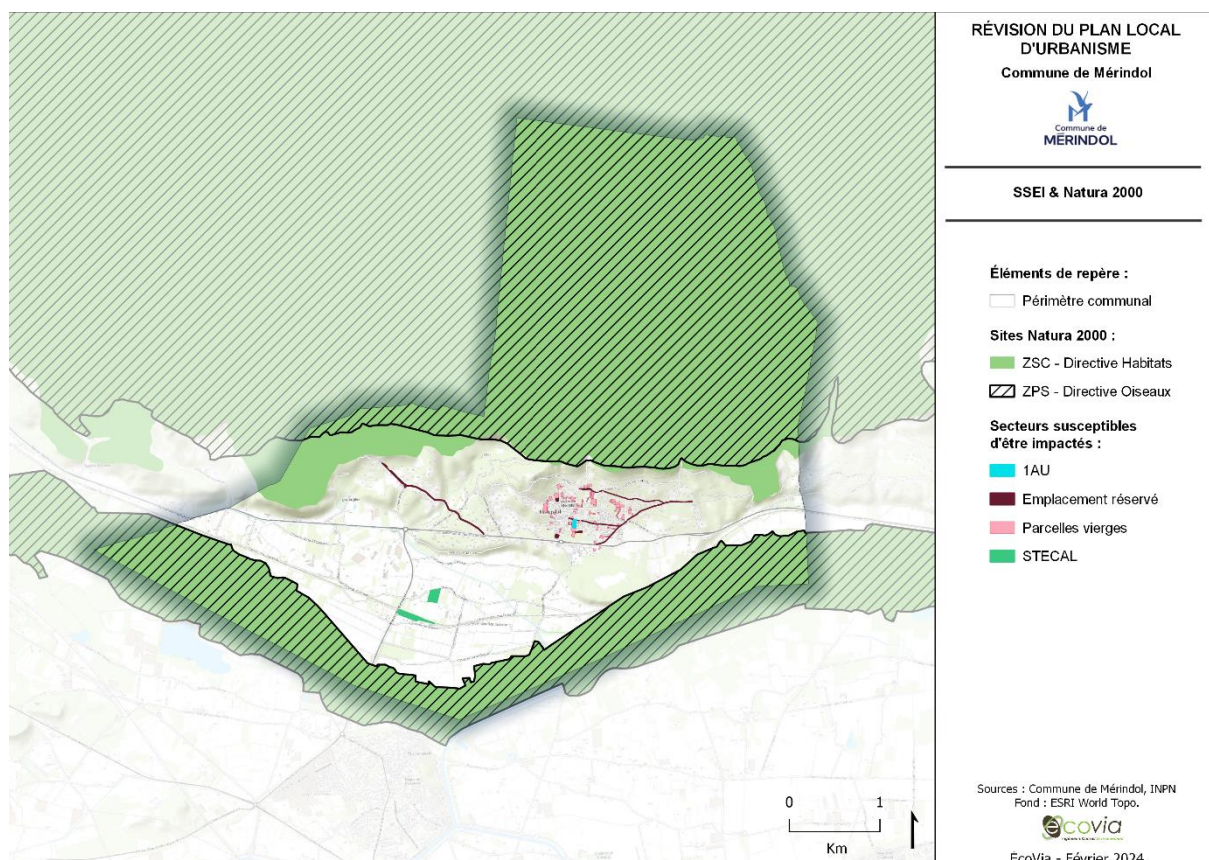 RÉVISION DU PLAN LOCAL
D'URBANISME
Commune de Mérindol
Commune de
MÉRINDOL
SSEI & Natura 2000
Éléments de repère :
Périmètre communal
Sites Natura 2000 :
ZSC - Directive Habitats
ZPS - Directive Oiseaux
Secteurs susceptibles
d'être impactés :
1AU
Emplacement réservé
Parcelles vierges
STECAL
0 1
Km
Sources : Commune de Mérindol, INPN
Fond : ESRI World Topo.
écovia
EcoVia - Février 2024